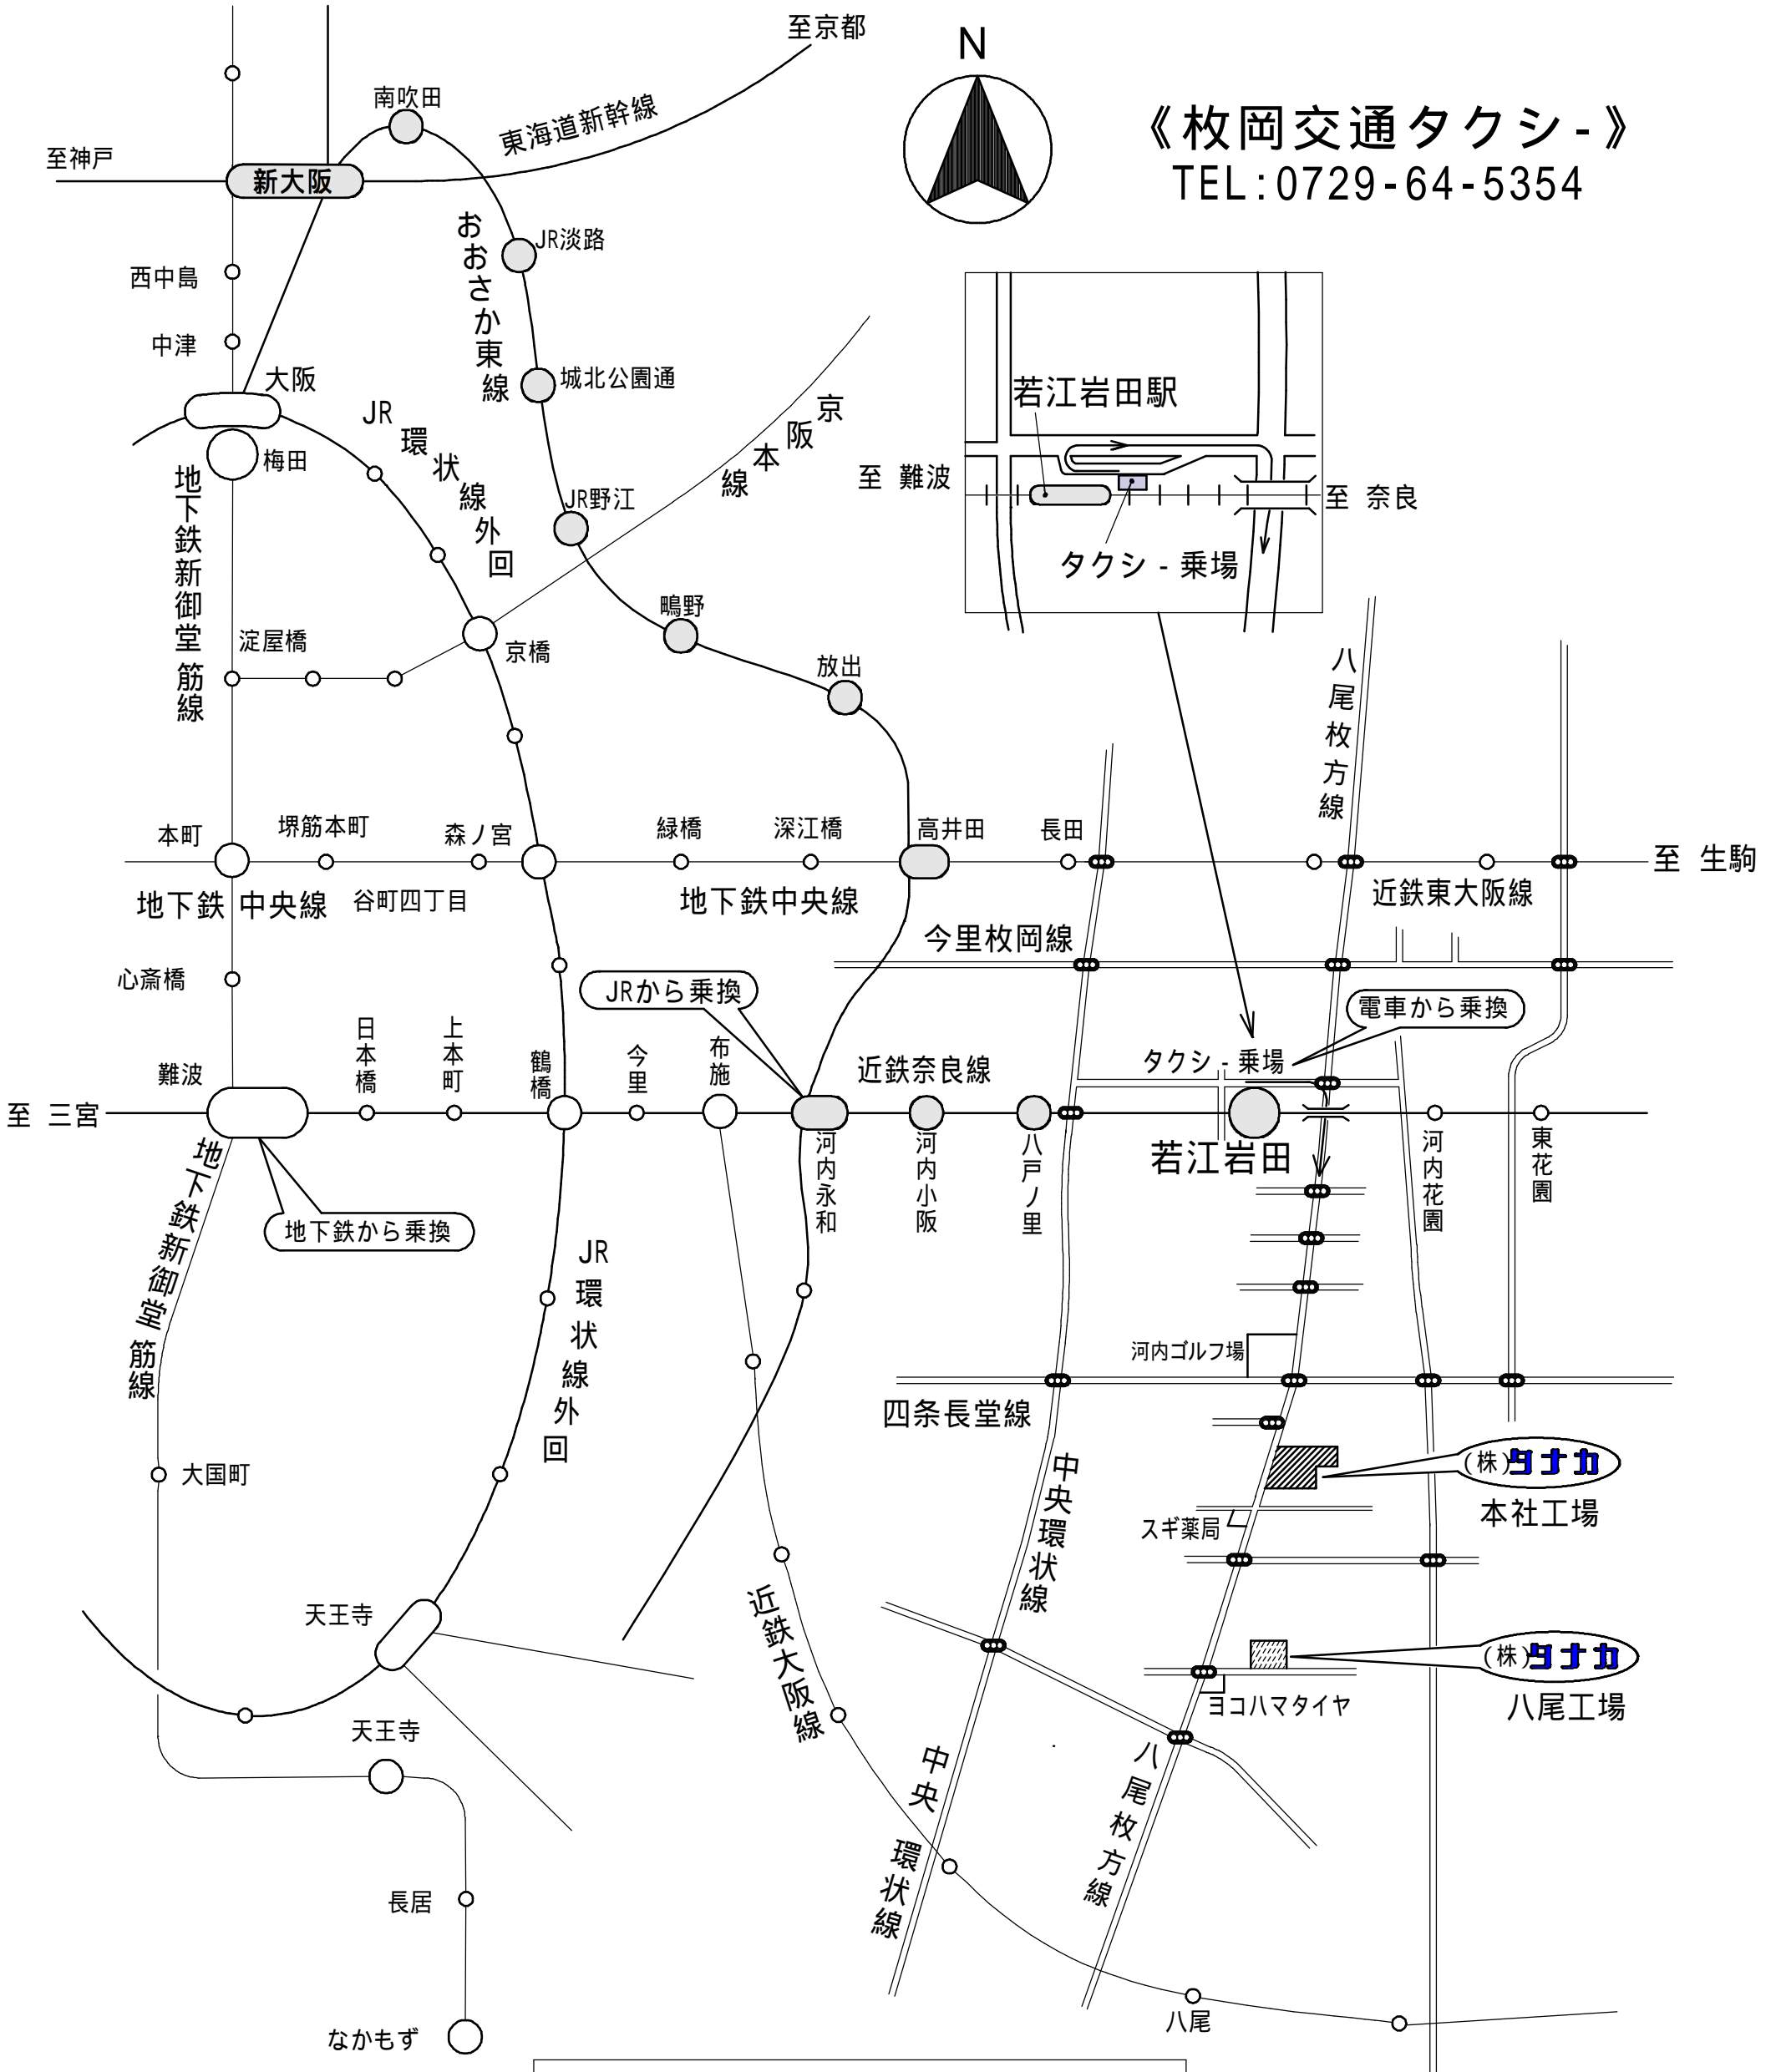 至京都
N
南吹田
東海道新幹線
《枚岡交通タクシ-》
TEL:0729-64-5354
至神戸
新大阪
おおさか東線
JR淡路
西中島
中津
大阪
JR環状線外回
城北公園通
京阪本線
若江岩田駅
梅田
地下鉄新御堂筋線
至 難波
至 奈良
JR野江
タクシ-乗場
鴫野
淀屋橋
京橋
放出
八尾枚方線
本町
堺筋本町
森ノ宮
緑橋
深江橋
高井田
長田
至 生駒
地下鉄中央線
谷町四丁目
地下鉄中央線
近鉄東大阪線
今里枚岡線
心斎橋
JRから乗換
電車から乗換
日本橋
上本町
鶴橋
今里
布施
近鉄奈良線
タクシ-乗場
難波
至 三宮
地下鉄新御堂筋線
地下鉄から乗換
河内永和
河内小阪
八戸ノ里
若江岩田
河内花園
東花園
JR環状線外回
河内ゴルフ場
四条長堂線
大国町
中央環状線
(株)タナカ
本社工場
スギ薬局
天王寺
近鉄大阪線
(株)タナカ
八尾工場
ヨコハマタイヤ
天王寺
中央環状線
八尾枚方線
長居
八尾
なかもず